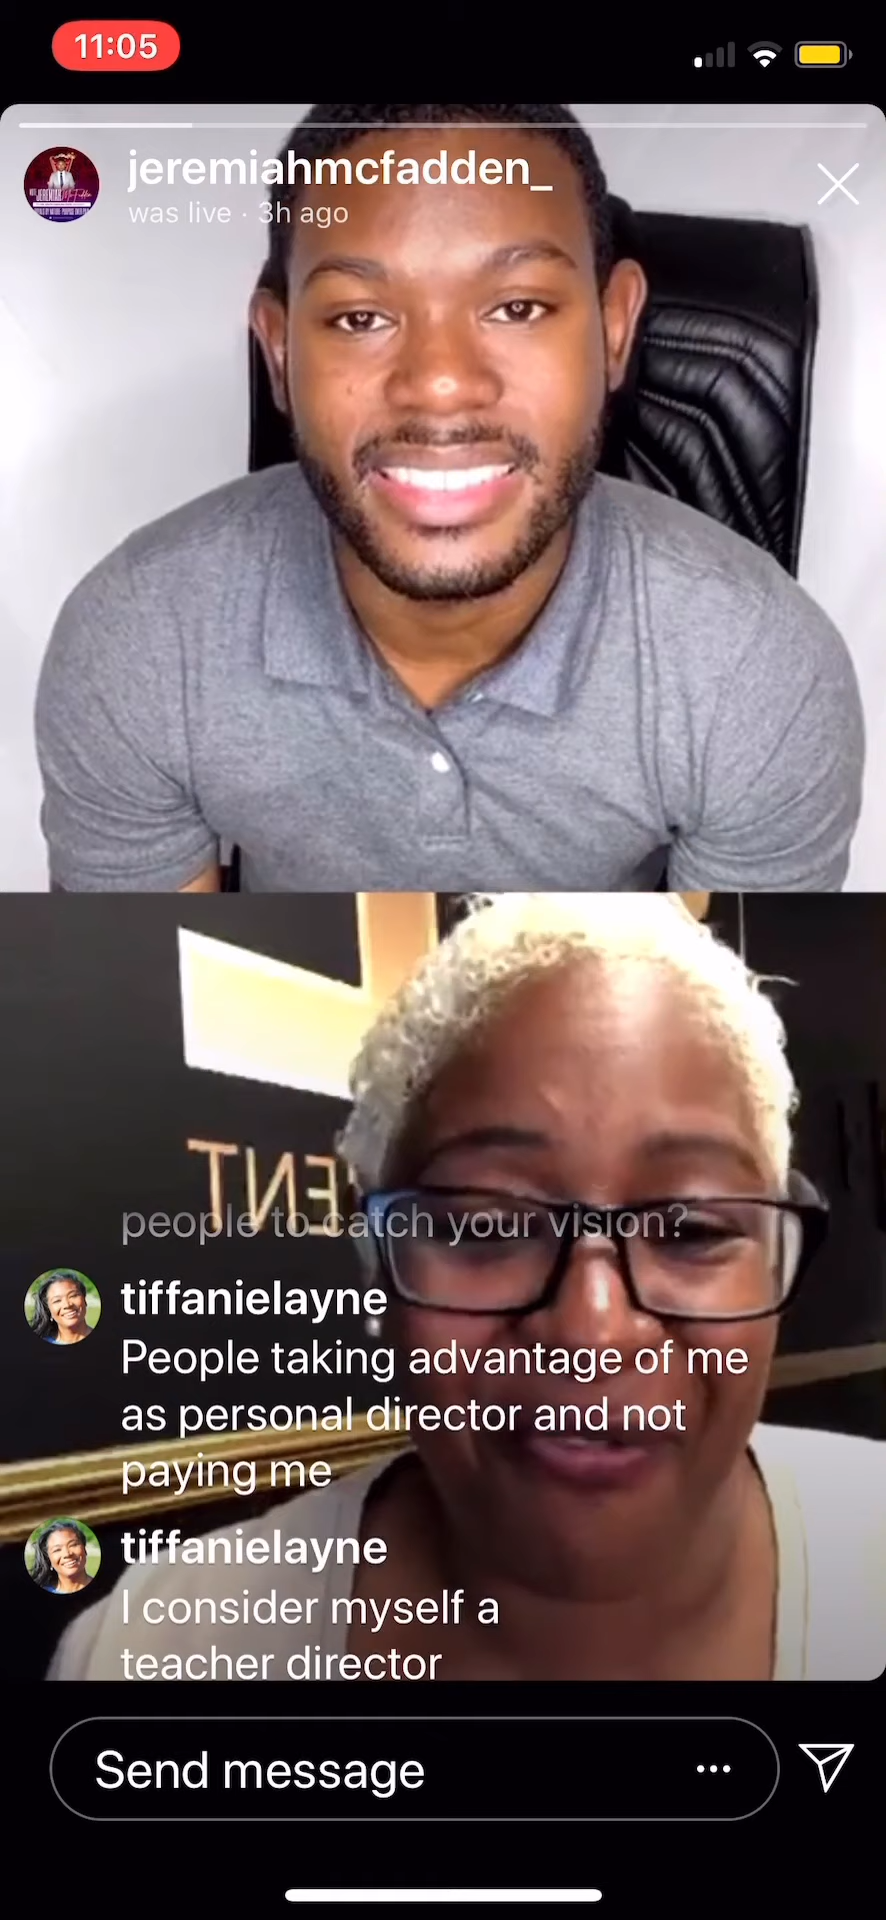 11:05
jeremiahmcfadden_
was live · 3h ago
people to catch your vision?
tiffanielayne
People taking advantage of me
as personal director and not
paying me
tiffanielayne
I consider myself a
teacher director
Send message